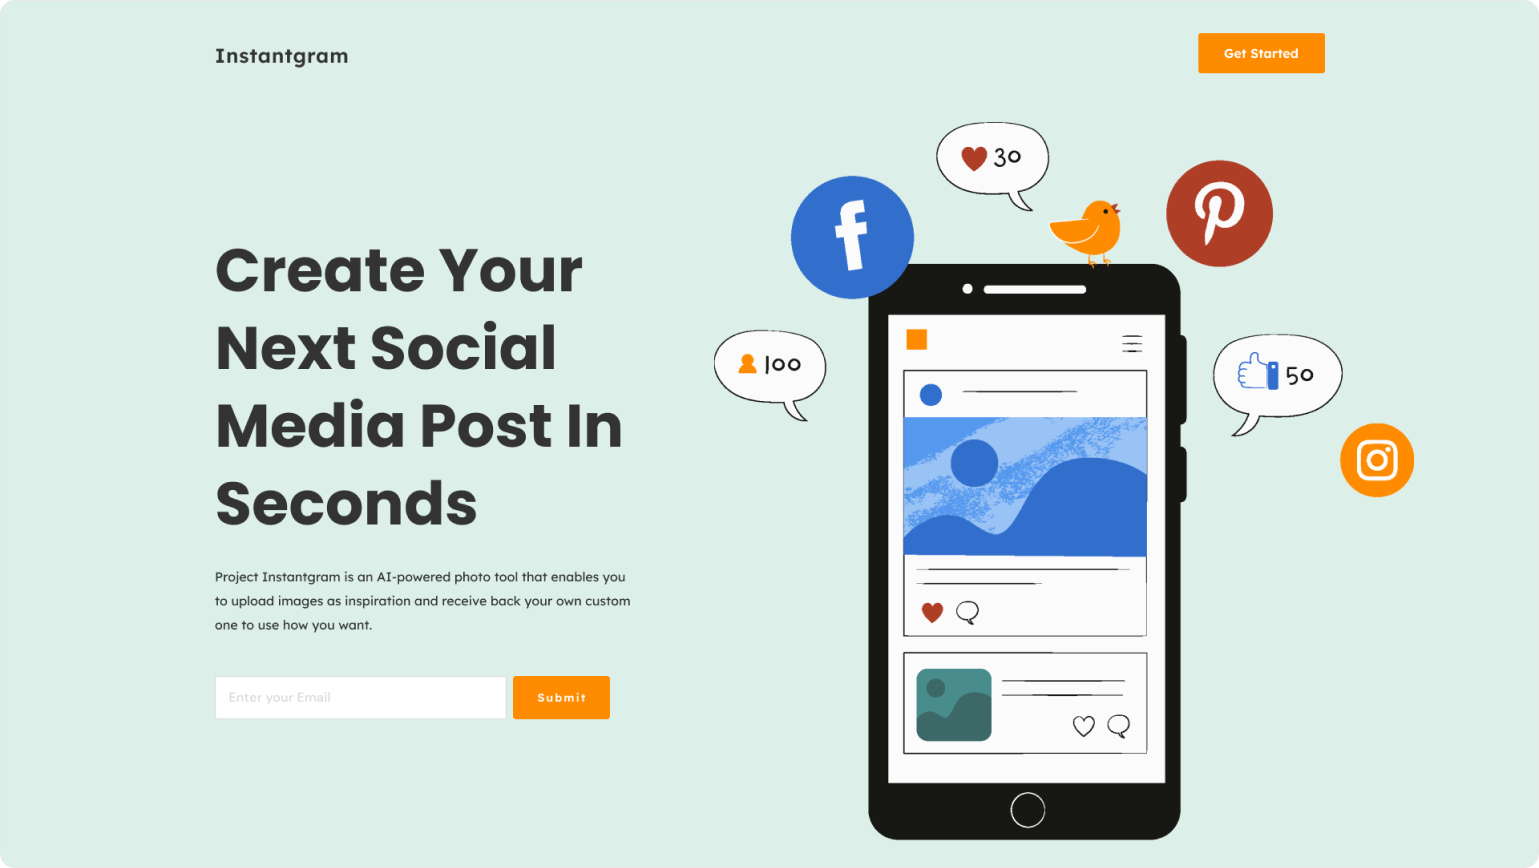 Instantgram
Get Started
30
100
50
Create Your
Next Social
Media Post In
Seconds
Project Instantgram is an AI-powered photo tool that enables you
to upload images as inspiration and receive back your own custom
one to use how you want.
Enter your Email
Submit